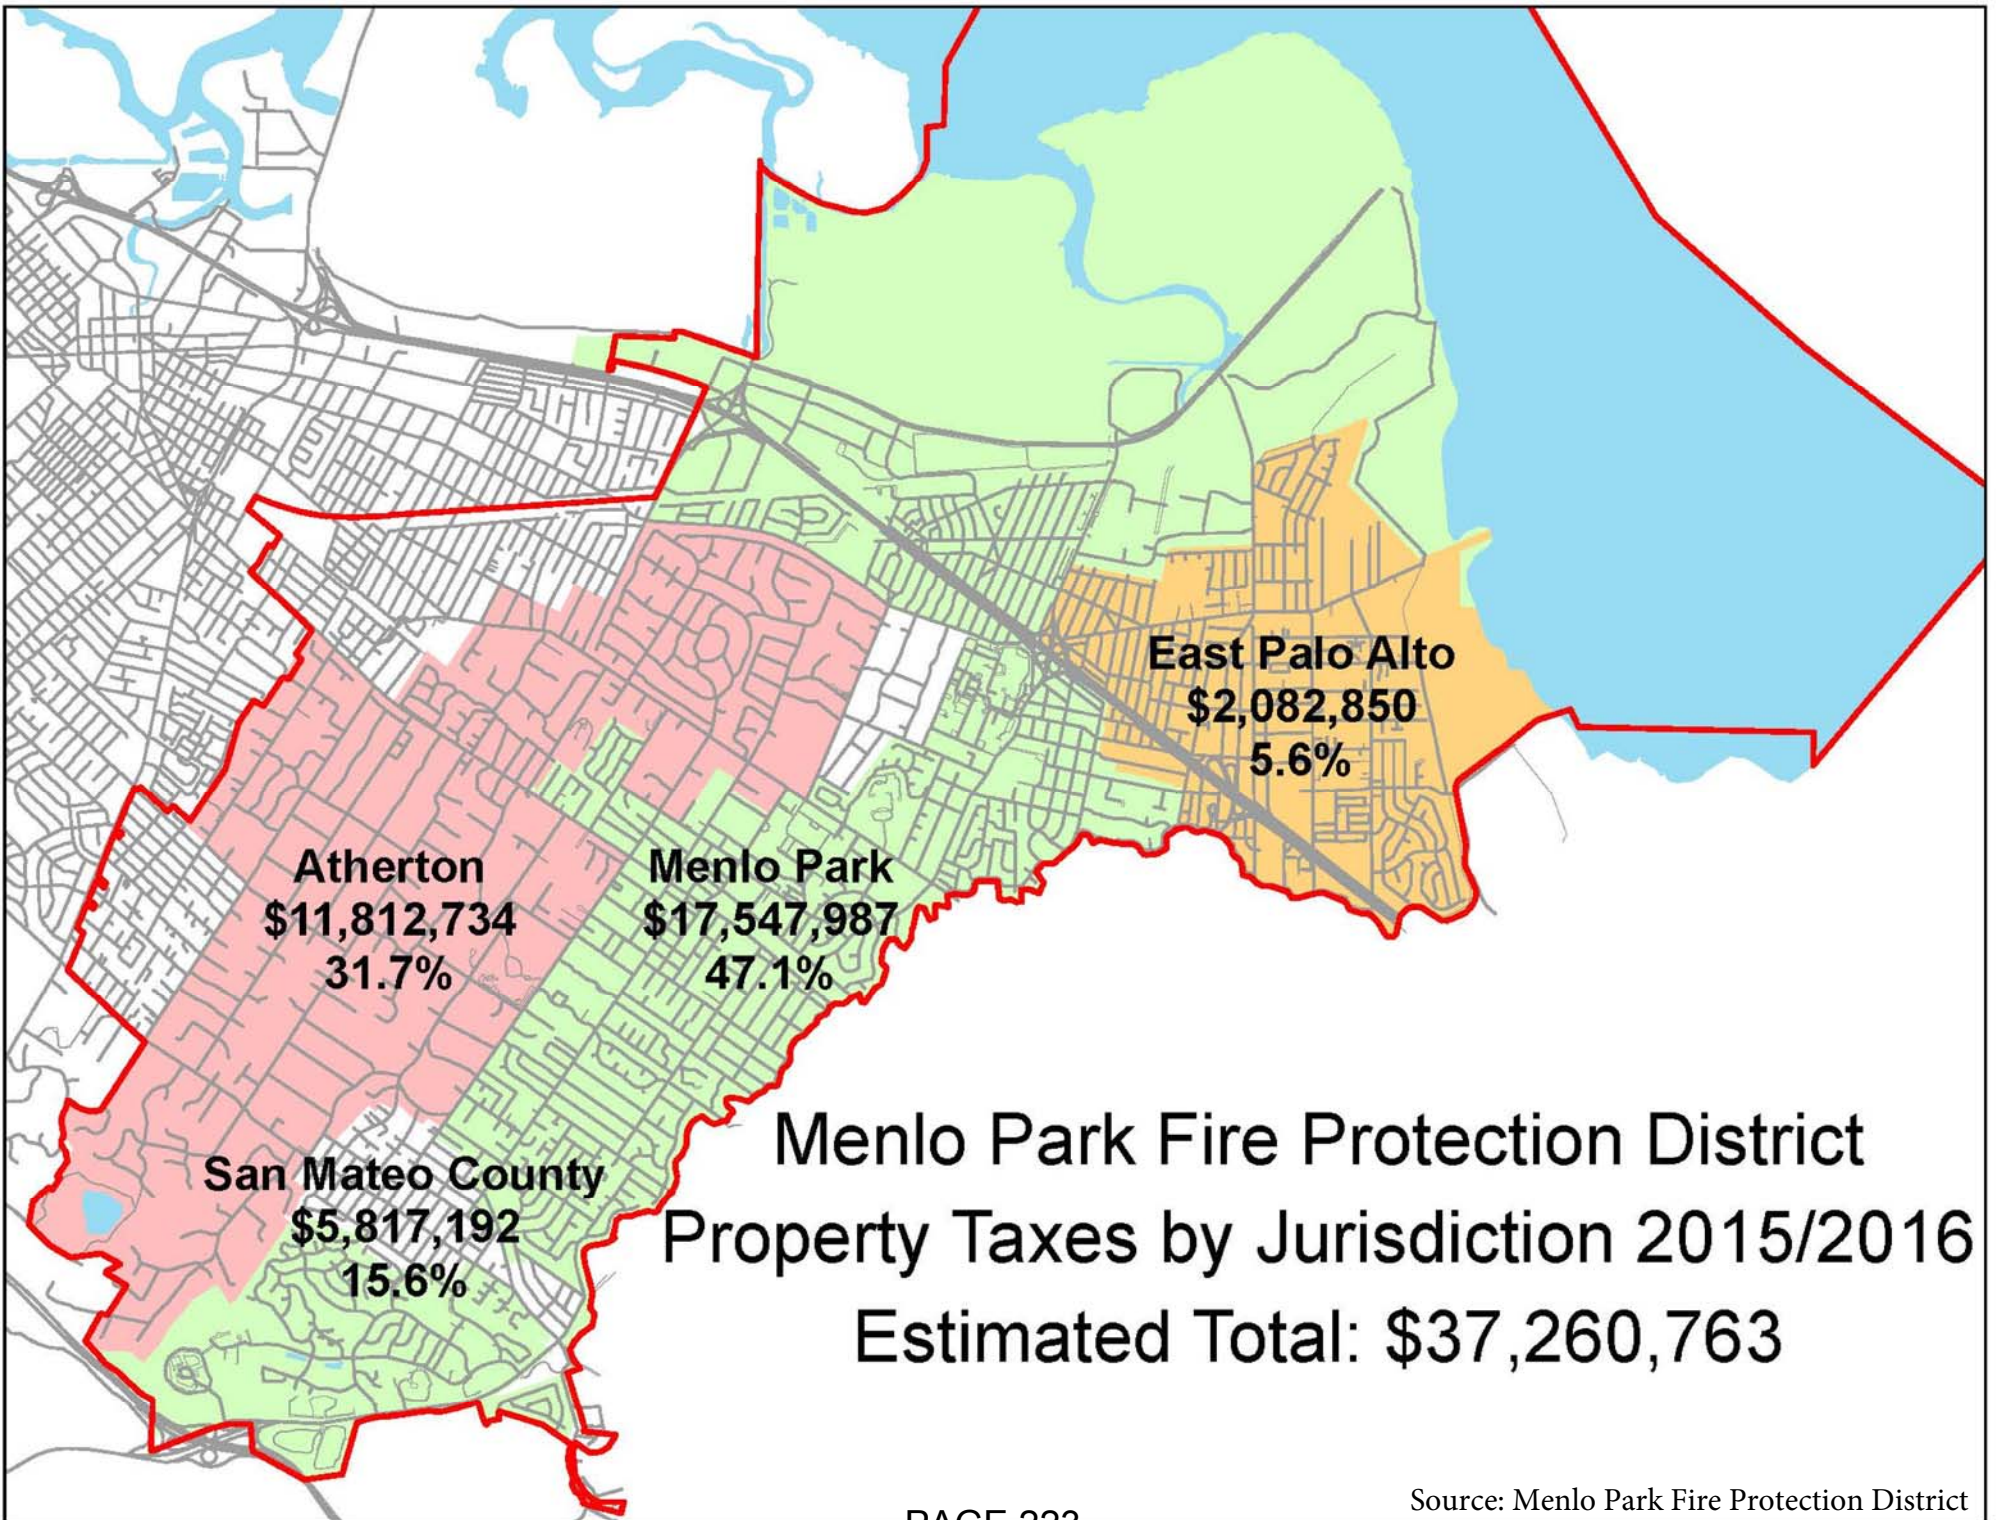 East Palo Alto
$2,082,850
5.6%
Atherton
$11,812,734
31.7%
Menlo Park
$17,547,987
47.1%
San Mateo County
$5,817,192
15.6%
Menlo Park Fire Protection District
Property Taxes by Jurisdiction 2015/2016
Estimated Total: $37,260,763
Source: Menlo Park Fire Protection District
PAGE 223